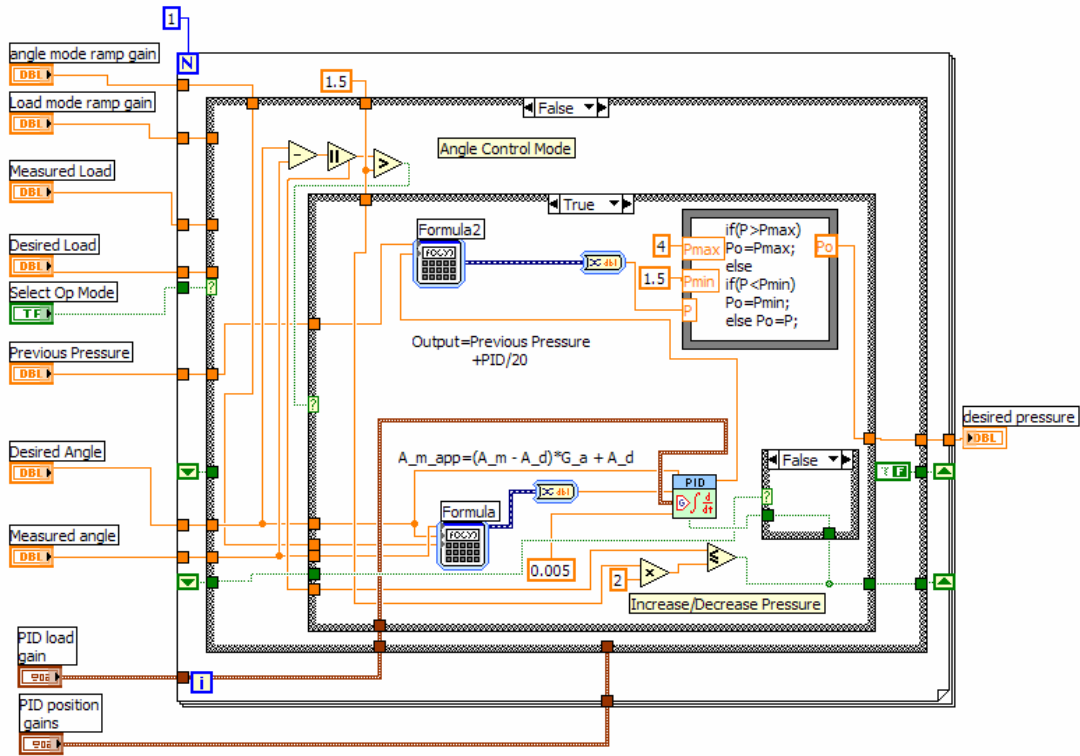 1
angle mode ramp gain
DBL
N
1.5
Load mode ramp gain
DBL
False
Angle Control Mode
Measured Load
DBL
True
Desired Load
DBL
Formula2
f(x,y)
dbl
4
Pmax
1.5
Pmin
P
if(P>Pmax)
Po=Pmax;
else
if(P<Pmin)
Po=Pmin;
else Po=P;
Po
Select Op Mode
TF
?
Previous Pressure
DBL
Output=Previous Pressure
+PID/20
?
desired pressure
DBL
Desired Angle
DBL
A_m_app=(A_m - A_d)*G_a + A_d
dbl
PID
False
?
F
Measured angle
DBL
Formula
f(x,y)
0.005
2
x
≤
Increase/Decrease Pressure
PID load
gain
i
PID position
gains